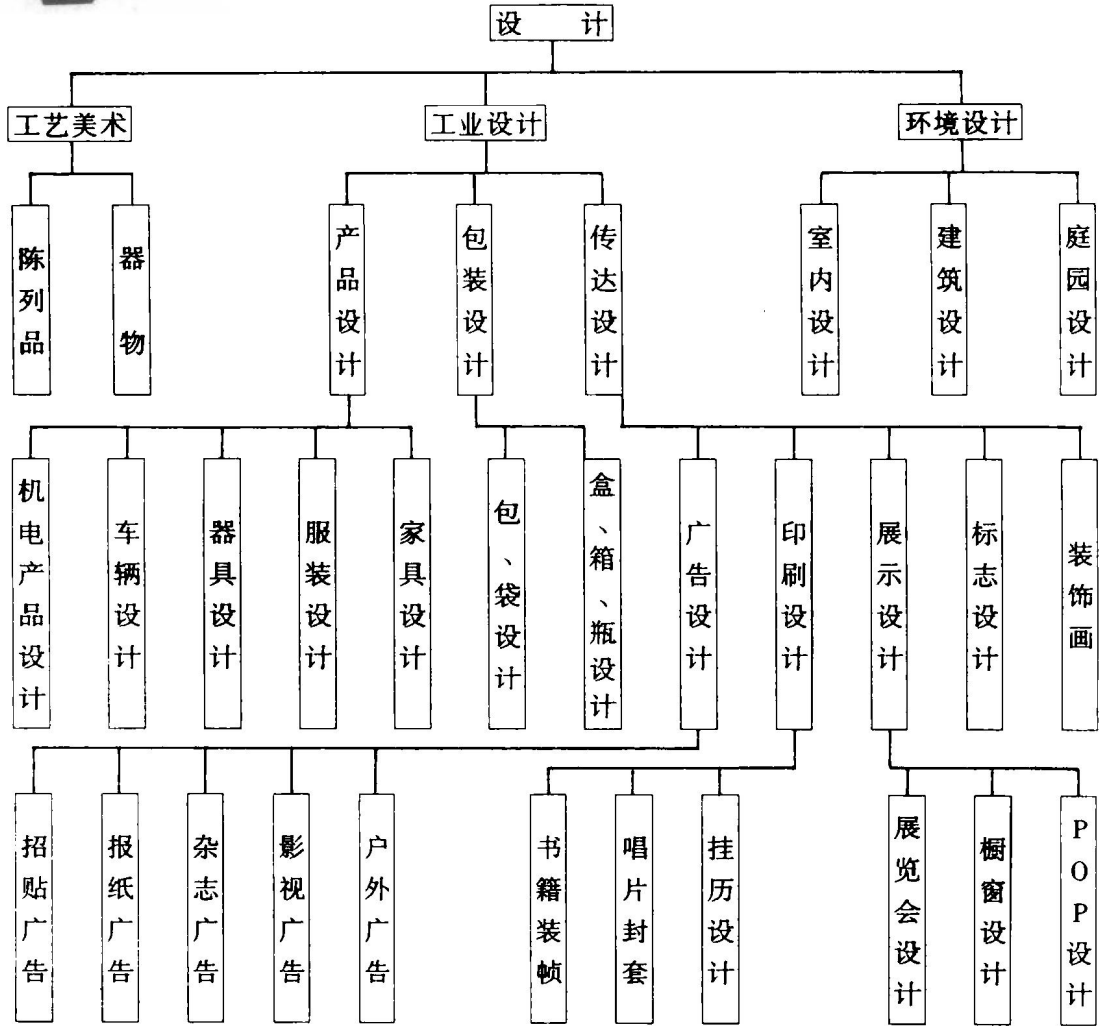 设 计
工艺美术
工业设计
环境设计
陈列品
器物
产品设计
包装设计
传达设计
室内设计
建筑设计
庭园设计
机电产品设计
车辆设计
器具设计
服装设计
家具设计
包、袋设计
盒、箱、瓶设计
广告设计
印刷设计
展示设计
标志设计
装饰画
招贴广告
报纸广告
杂志广告
影视广告
户外广告
书籍装帧
唱片封套
挂历设计
展览会设计
橱窗设计
POP设计